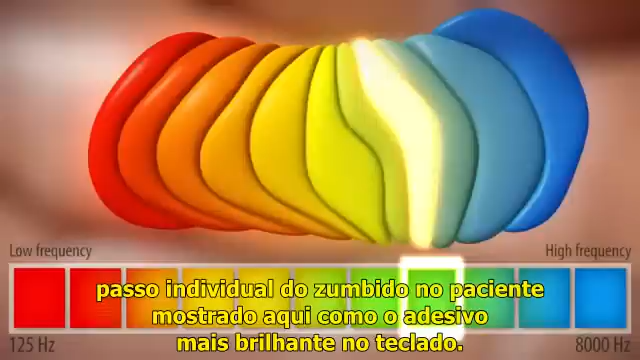 Low frequency
High frequency
passo individual do zumbido no paciente
mostrado aqui como o adesivo
mais brilhante no teclado.
125 Hz
8000 Hz